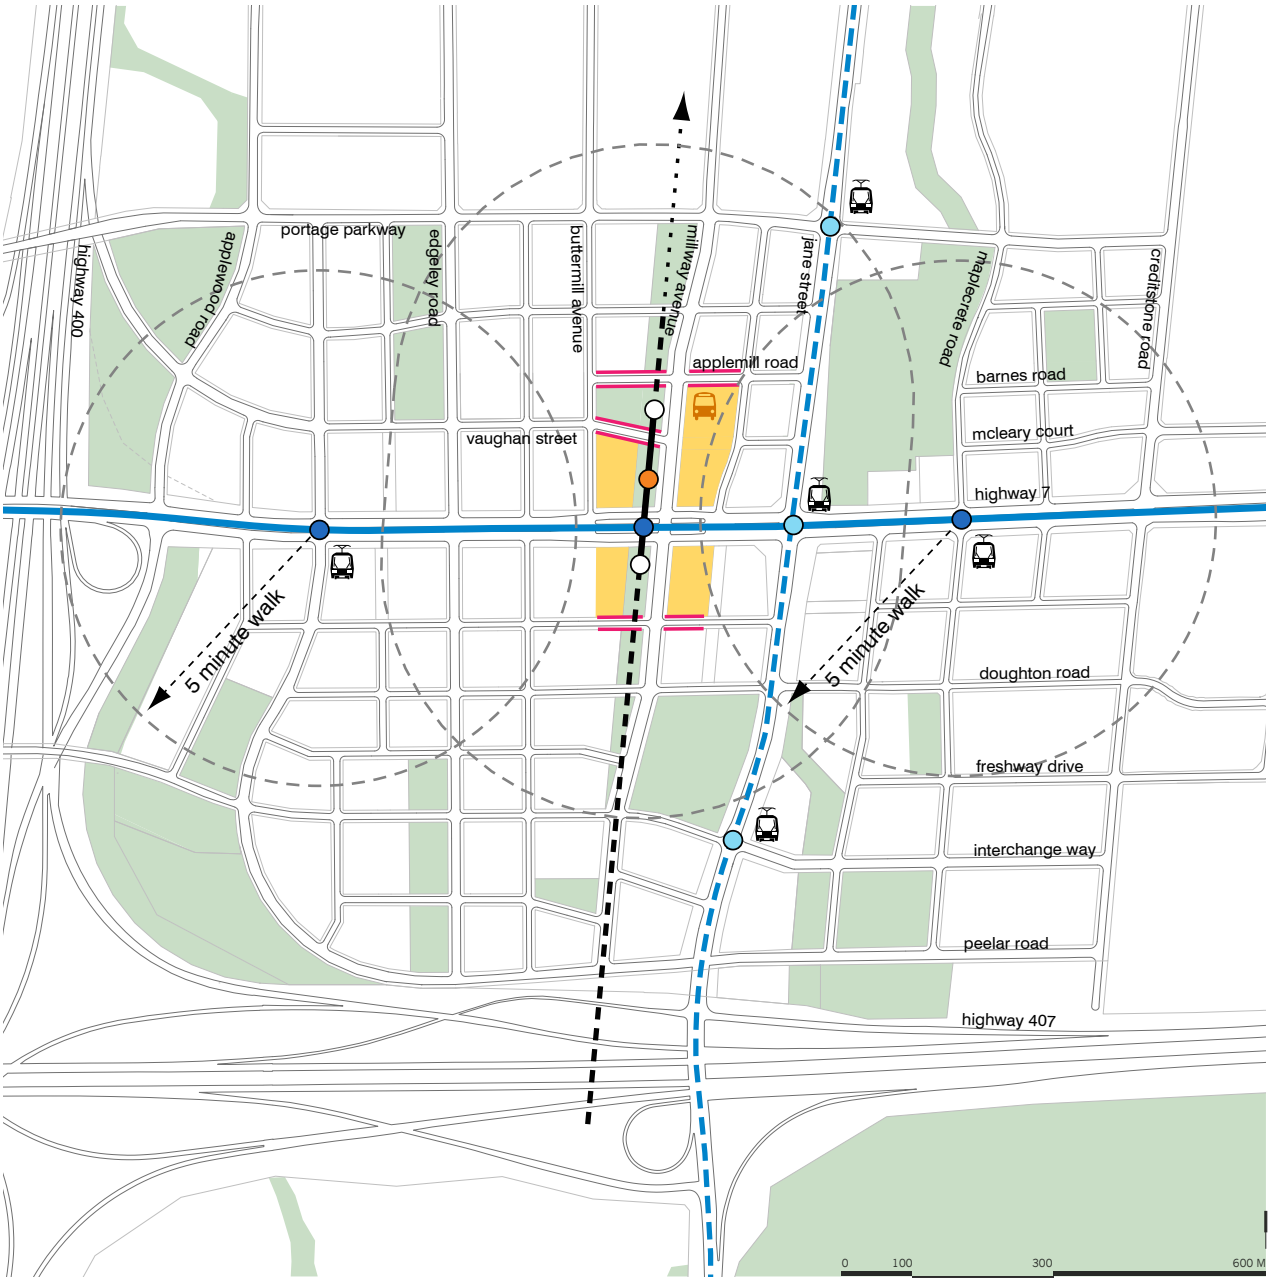 portage parkway
applewood road
edgeley road
highway 400
buttermill avenue
millway avenue
jane street
maplecrete road
creditstone road
applemill road
barnes road
vaughan street
mcleary court
highway 7
5 minute walk
5 minute walk
doughton road
freshway drive
interchange way
peelar road
highway 407
0 100 300 600 M